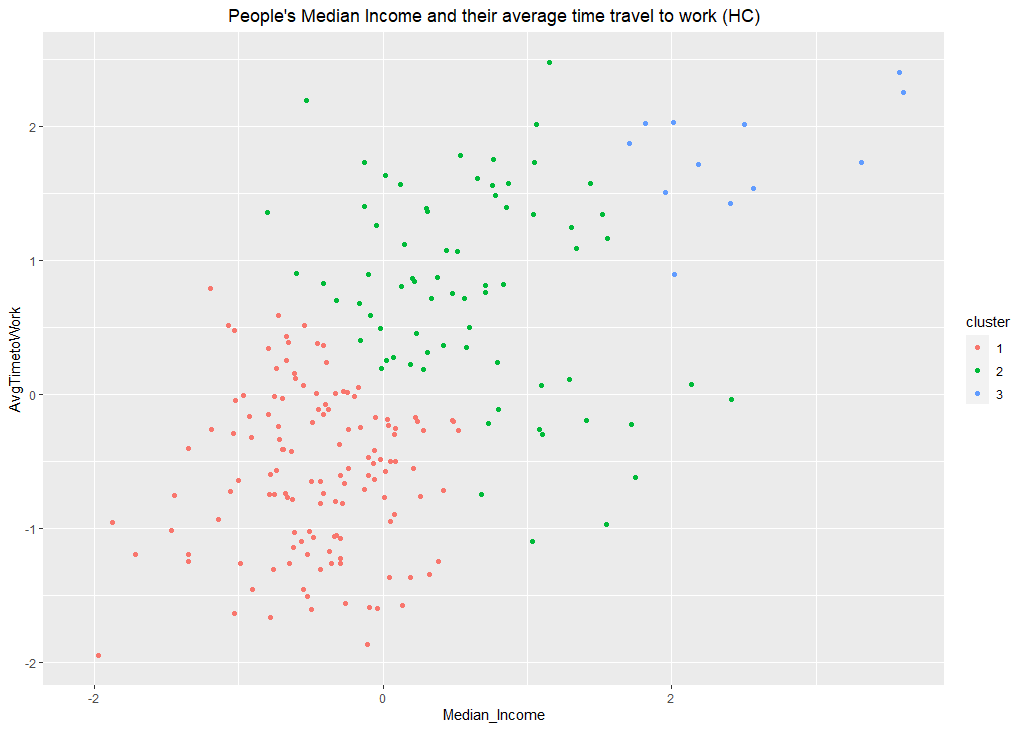 People's Median Income and their average time travel to work (HC)
AvgTimetoWork
2
1
0
-1
-2
-2
0
2
Median_Income
cluster
1
2
3